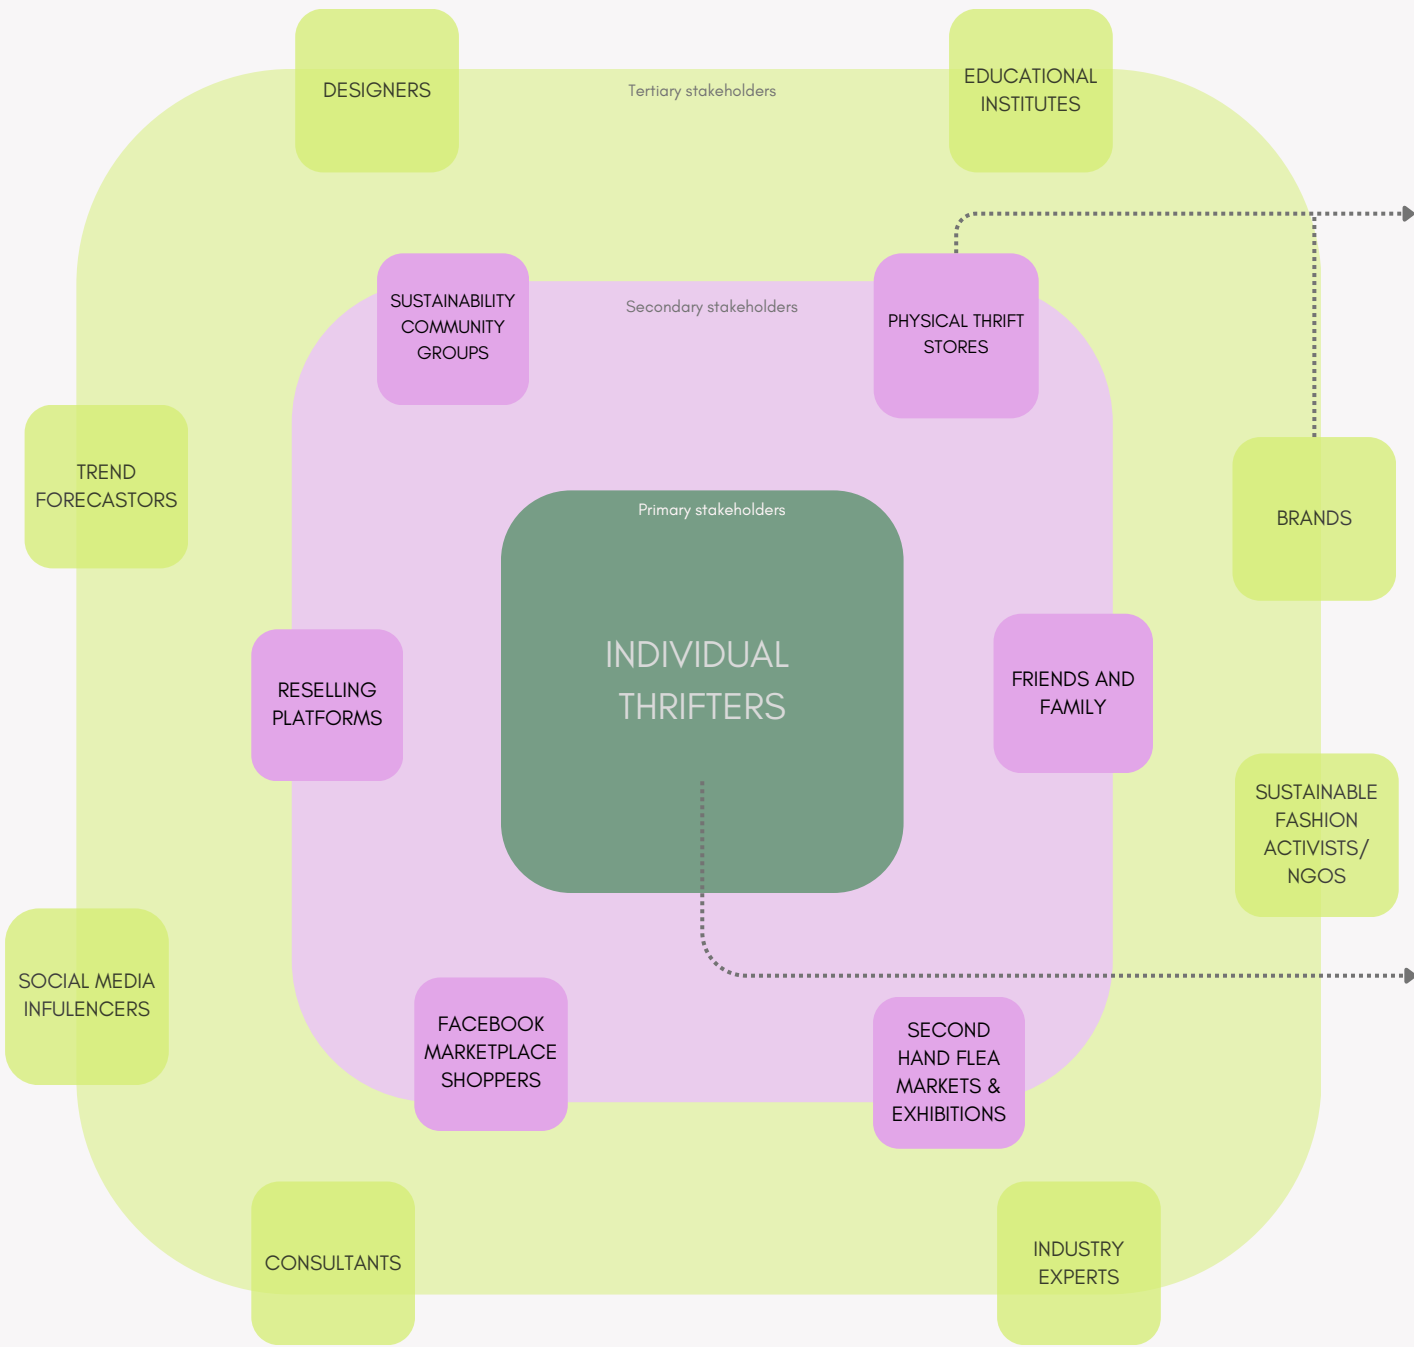 DESIGNERS
Tertiary stakeholders
EDUCATIONAL
INSTITUTES
SUSTAINABILITY
COMMUNITY
GROUPS
Secondary stakeholders
PHYSICAL THRIFT
STORES
TREND
FORECASTORS
BRANDS
Primary stakeholders
INDIVIDUAL
THRIFTERS
RESELLING
PLATFORMS
FRIENDS AND
FAMILY
SUSTAINABLE
FASHION
ACTIVISTS/
NGOS
SOCIAL MEDIA
INFULENCERS
FACEBOOK
MARKETPLACE
SHOPPERS
SECOND
HAND FLEA
MARKETS &
EXHIBITIONS
CONSULTANTS
INDUSTRY
EXPERTS